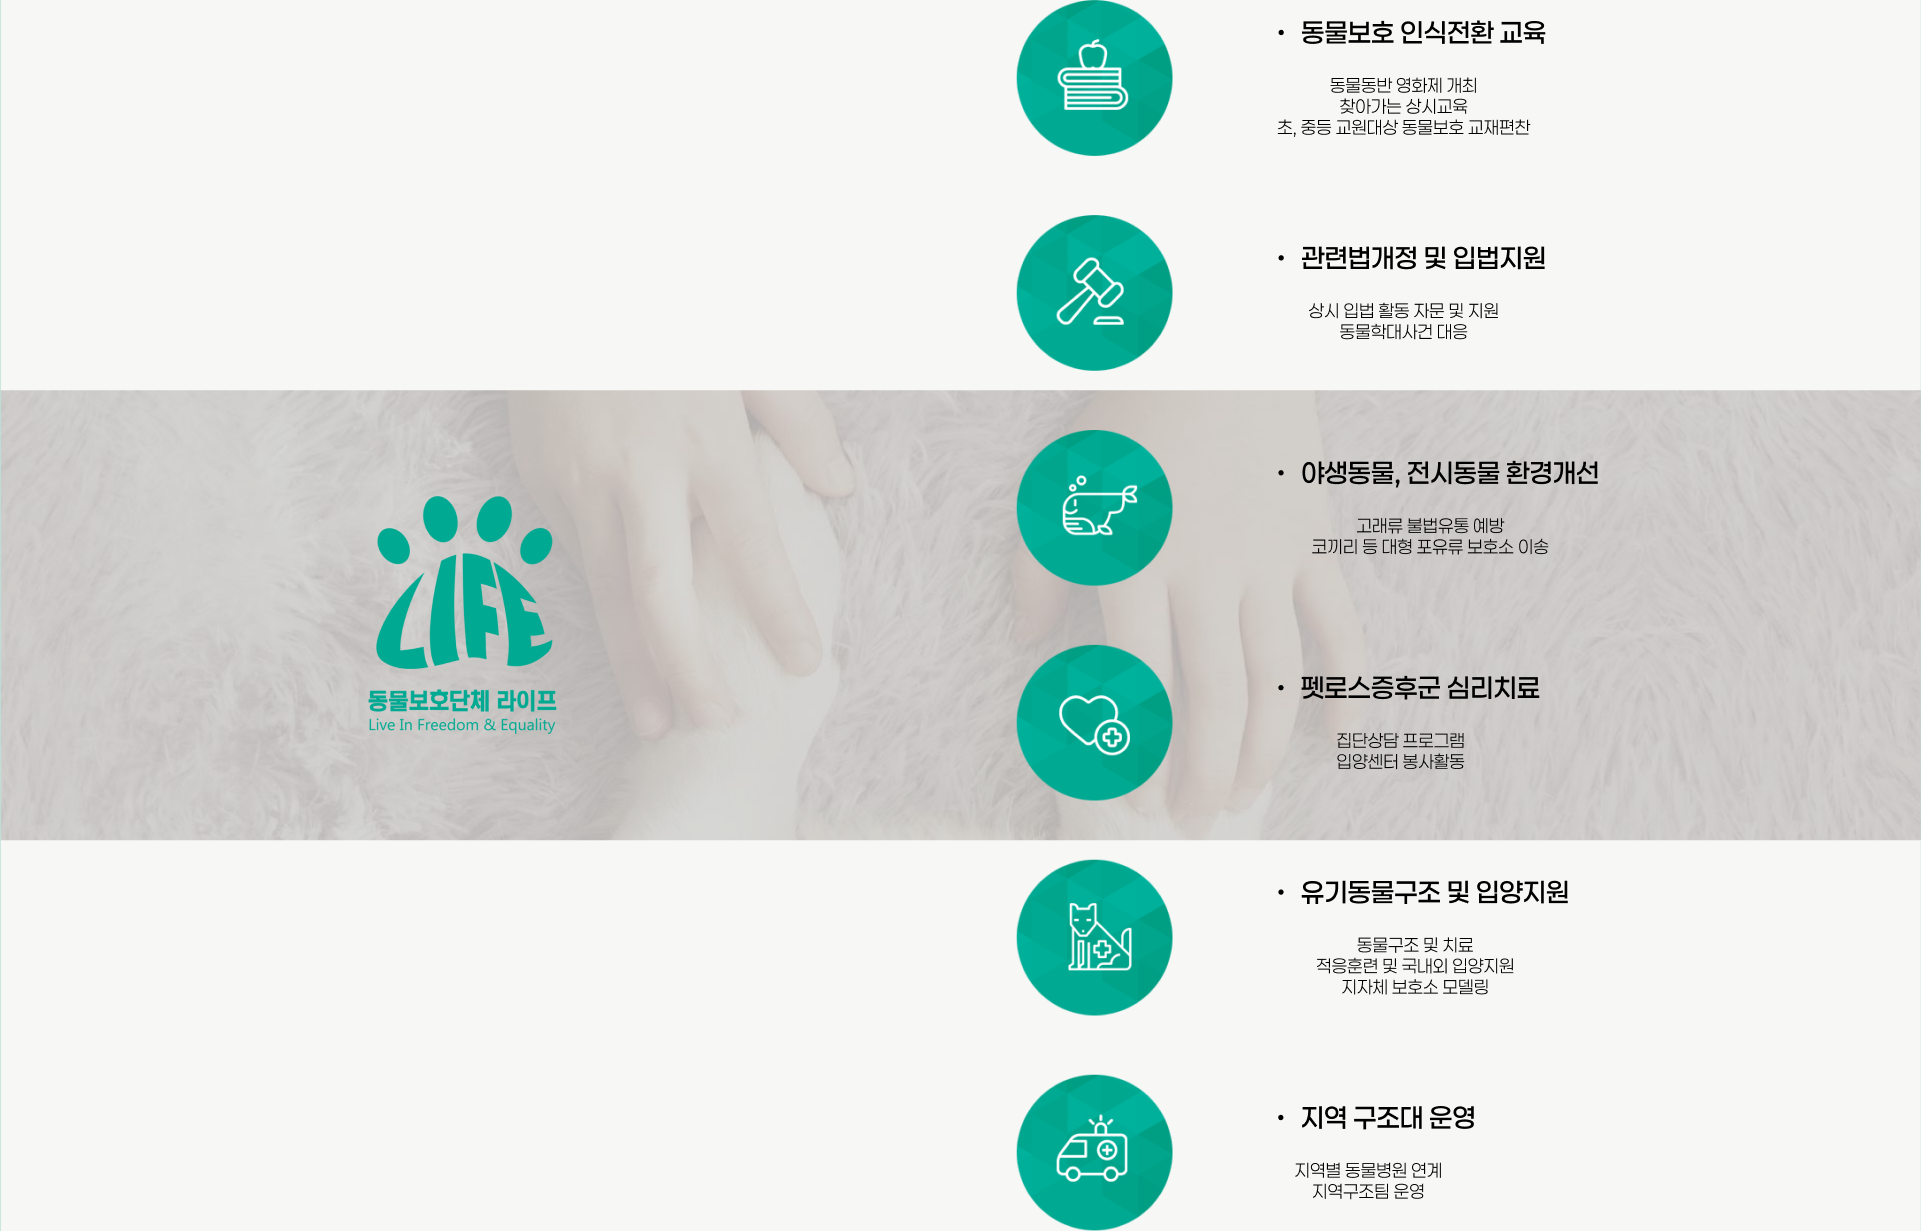 • 동물보호 인식전환 교육
동물동반 영화제 개최
찾아가는 상시교육
초, 중등 교원대상 동물보호 교재편찬
• 관련법개정 및 입법지원
상시 입법 활동 자문 및 지원
동물학대사건 대응
LIFE
동물보호단체 라이프
Live In Freedom & Equality
• 야생동물, 전시동물 환경개선
고래류 불법유통 예방
코끼리 등 대형 포유류 보호소 이송
• 펫로스증후군 심리치료
집단상담 프로그램
입양센터 봉사활동
• 유기동물구조 및 입양지원
동물구조 및 치료
적응훈련 및 국내외 입양지원
지자체 보호소 모델링
• 지역 구조대 운영
지역별 동물병원 연계
지역구조팀 운영